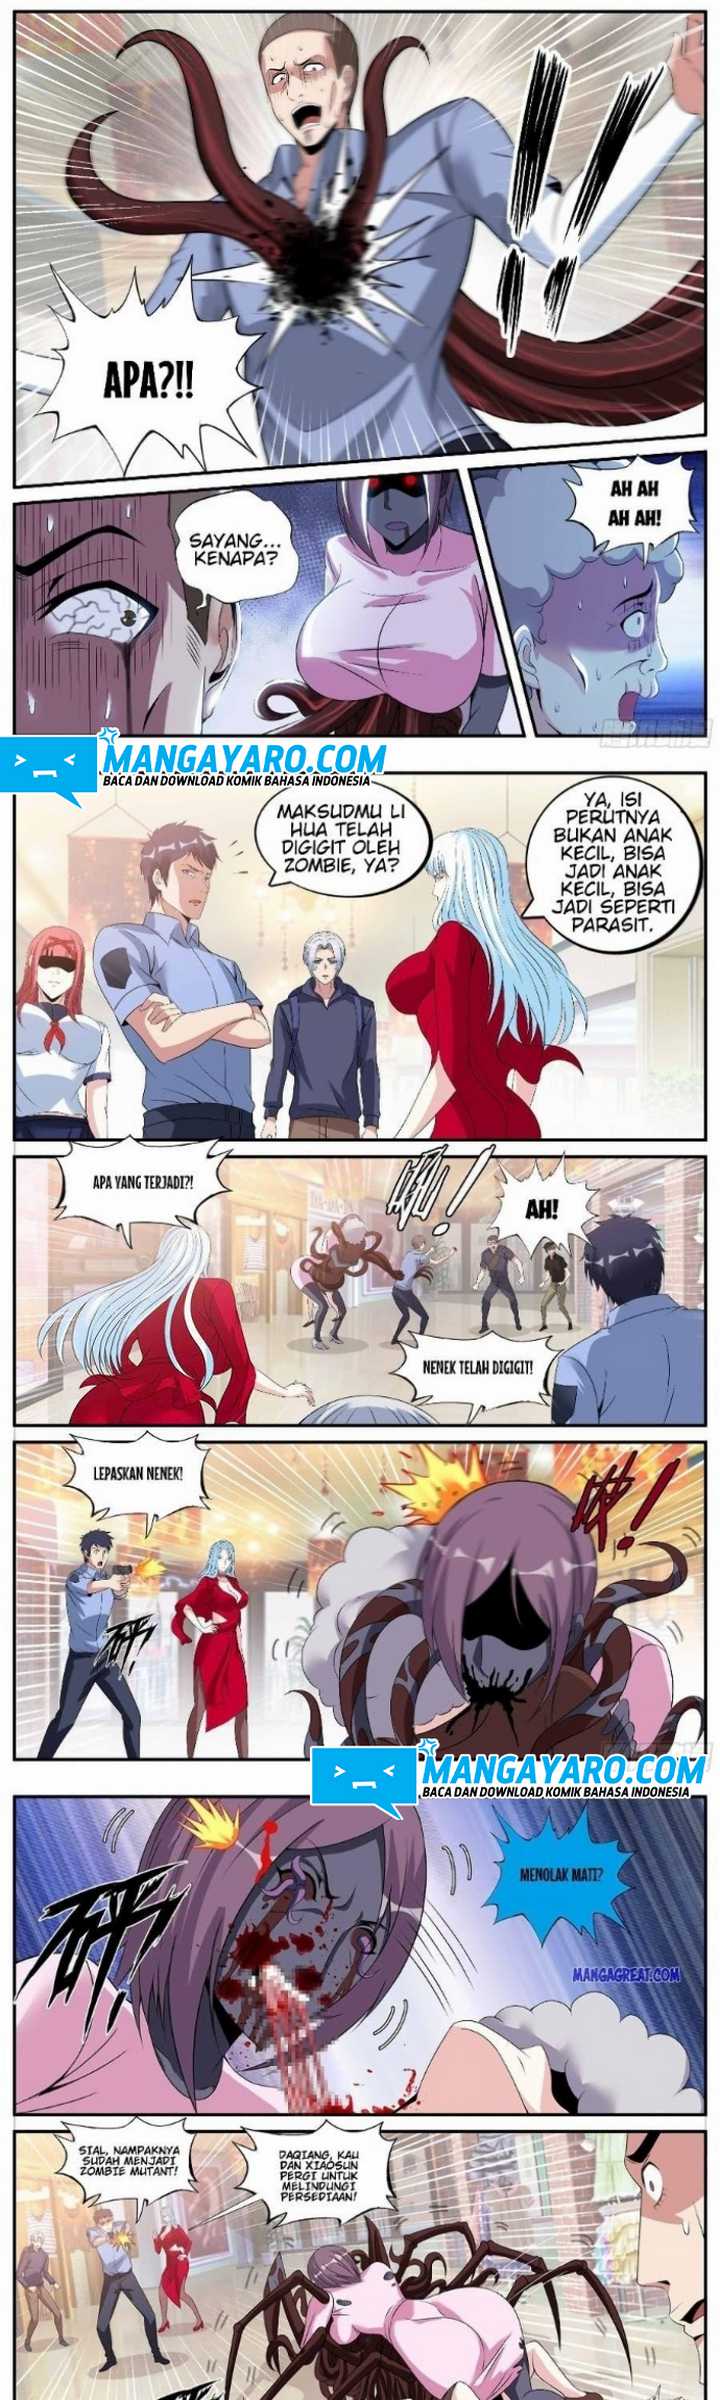 APA?!!
SAYANG...
KENAPA?
AH AH
AH AH!
MANGAYARO.COM
BACA DAN DOWNLOAD KOMIK BAHASA INDONESIA
MAKSUDMU LI
HUA TELAH
DIGIGIT OLEH
ZOMBIE, YA?
YA, ISI
PERUTNYA
BUKAN ANAK
KECIL, BISA
JADI ANAK
KECIL, BISA
JADI SEPERTI
PARASIT.
APA YANG TERJADI?!
AH!
NENEK TELAH DIGIGIT!
LEPASKAN NENEK!
MANGAYARO.COM
BACA DAN DOWNLOAD KOMIK BAHASA INDONESIA
MENOLAK MATI?
MANGAGREAT.COM
SIAL, NAMPAKNYA
SUDAH MENJADI
ZOMBIE MUTANT!
DAQIANG, KAU
DAN XIAOSUN
PERGI UNTUK
MELINDUNGI
PERSEDIAAN!